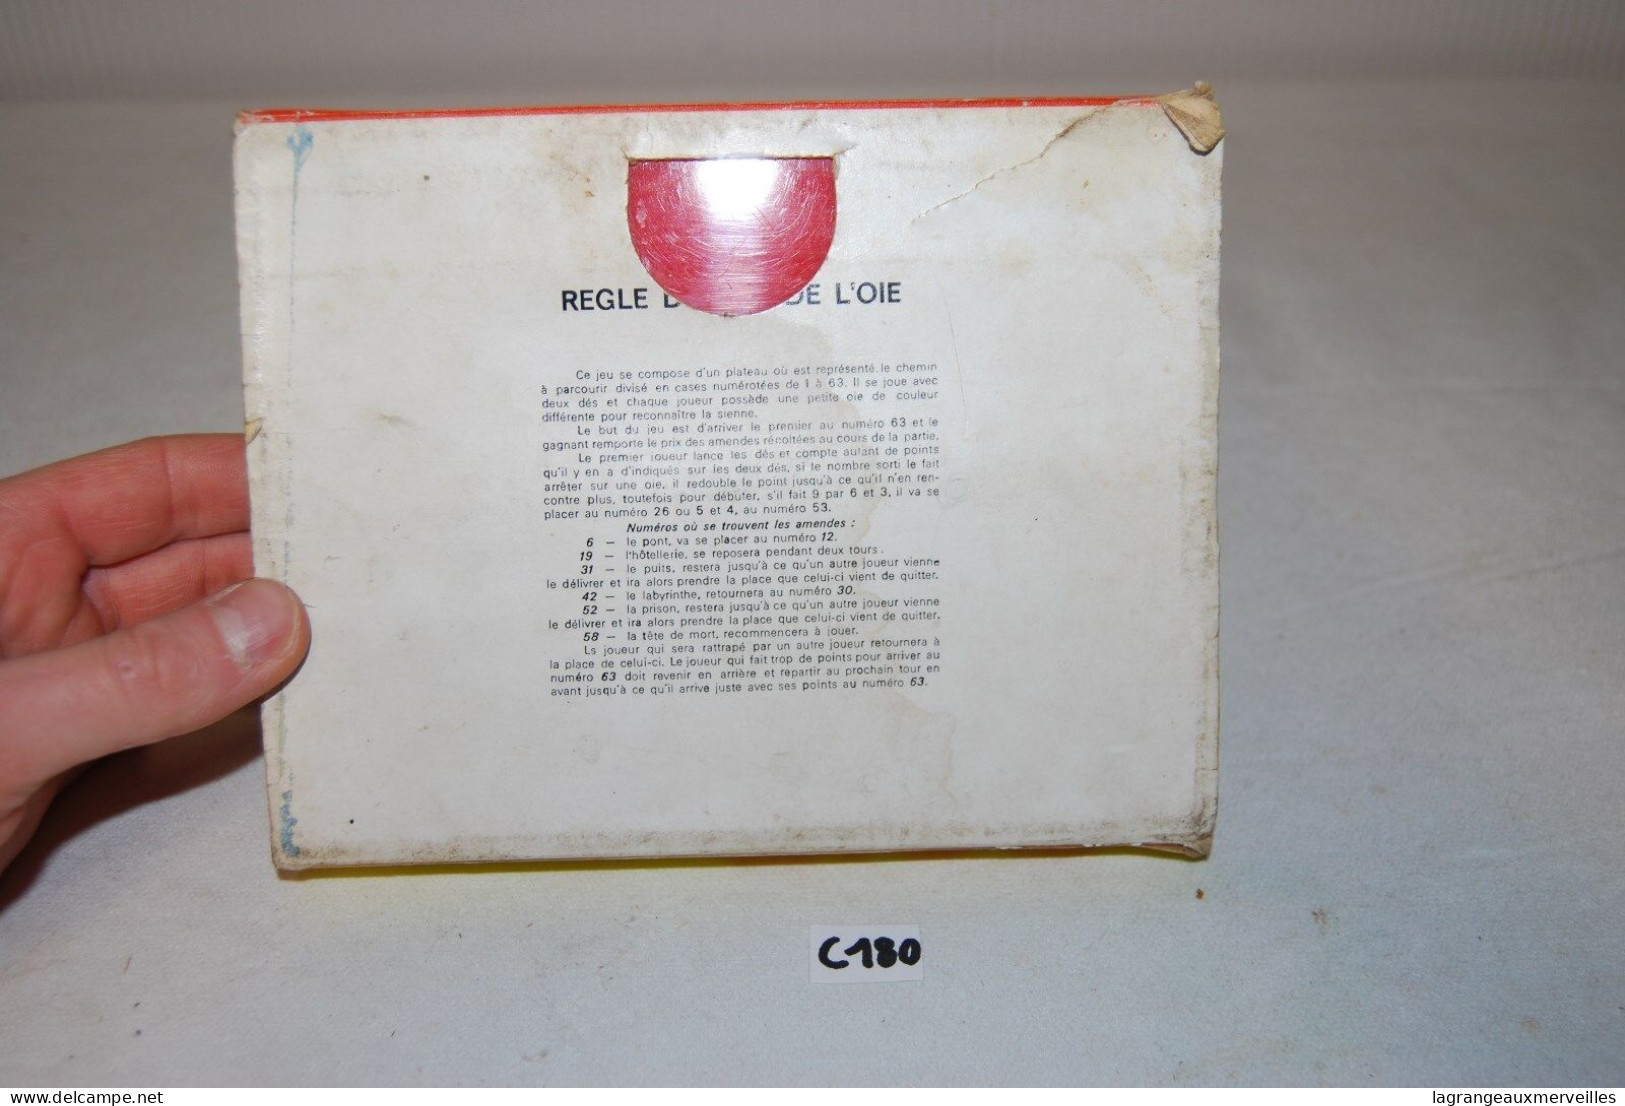 REGLE DE L'OIE
Ce jeu se compose d'un plateau où est représenté.le chemin
à parcourir divisé en cases numérotées de I à 63. Il se joue avec
deux dés et chaque joueur possède une petite oie de couleur
différente pour reconnaître la sienne.
Le but du jeu est d'arriver le premier au numéro 63 et le
gagnant remporte le prix des amendes récoltées au cours de la partie.
Le premier joueur lance les dés et compte autant de points
qu'il y en a d'indiqués sur les deux dés, si le nombre sorti le fait
arrêter sur une oie, il redouble le point jusqu'à ce qu'il n'en ren-
contre plus, toutefois pour débuter, s'il fait 9 par 6 et 3, il va se
placer au numéro 26 ou 5 et 4, au numéro 53.
Numéros où se trouvent les amendes :
6 — le pont, va se placer au numéro 12.
19 — l'hôtellerie, se reposera pendant deux tours.
31 — le puits, restera jusqu'à ce qu'un autre joueur vienne
le délivrer et ira alors prendre la place que celui-ci vient de quitter.
42 — le labyrinthe, retournera au numéro 30.
52 — la prison, restera jusqu'à ce qu'un autre joueur vienne
le délivrer et ira alors prendre la place que celui-ci vient de quitter.
58 — la tête de mort, recommencera à jouer.
Ls joueur qui sera rattrapé par un autre joueur retournera à
la place de celui-ci. Le joueur qui fait trop de points pour arriver au
numéro 63 doit revenir en arrière et repartir au prochain tour en
avant jusqu'à ce qu'il arrive juste avec ses points au numéro 63.
C180
delcampe.net
lagrangeauxmerveilles